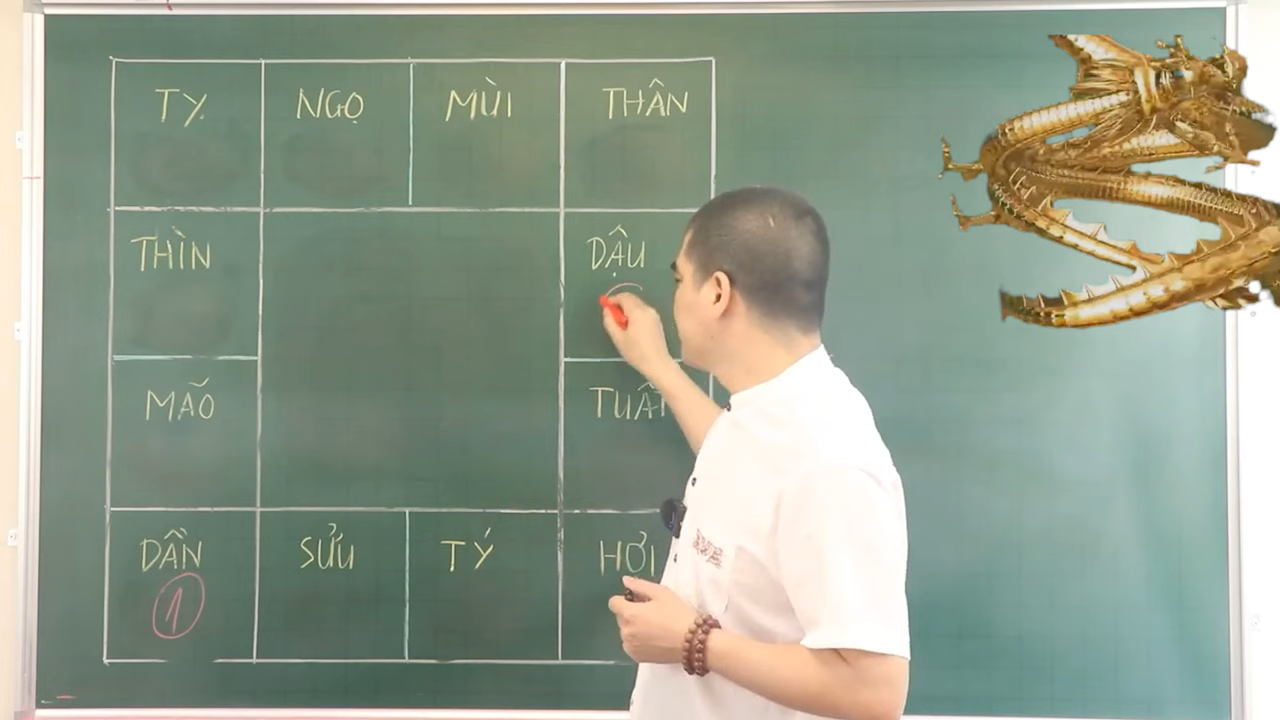 TỴ NGỌ MÙI THÂN
THÌN DẬU
MÃO
DẦN SỬU TÝ HỢI
1